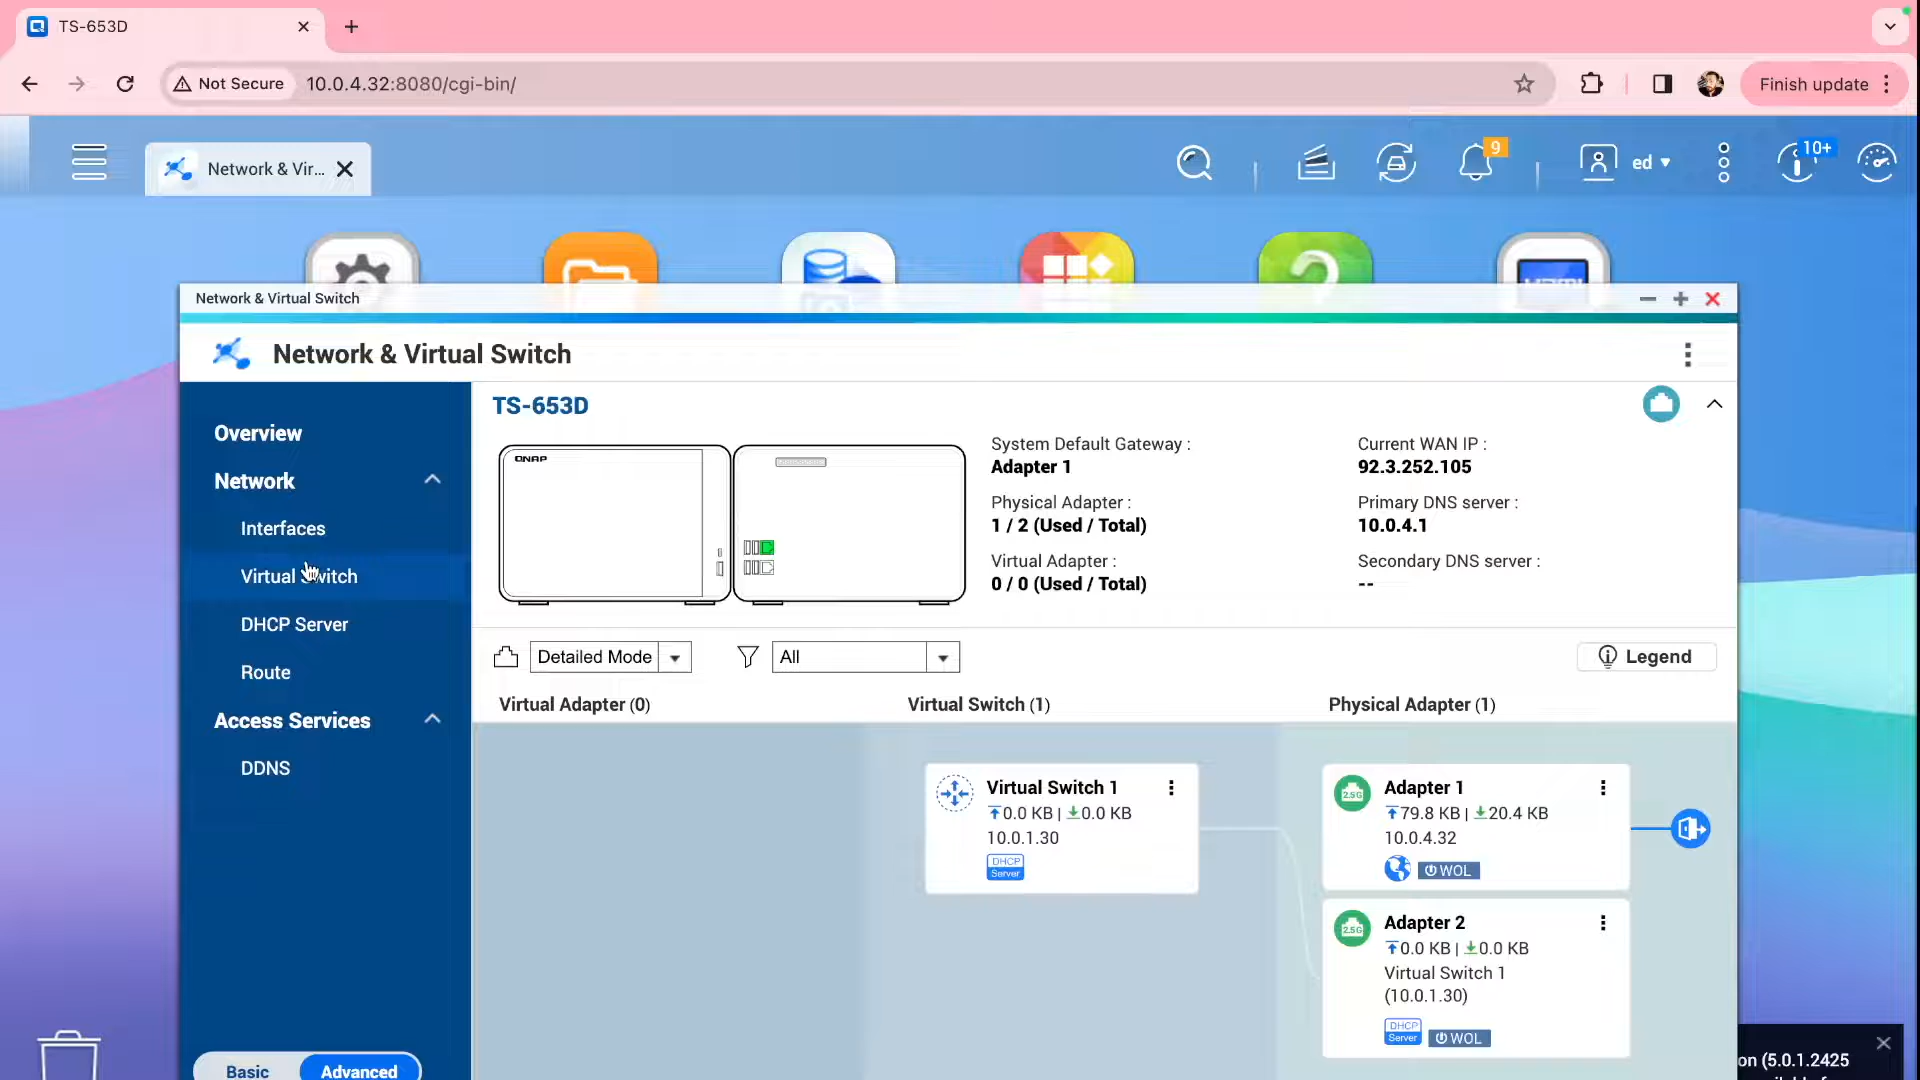 TS-653D
Not Secure
10.0.4.32:8080/cgi-bin/
Finish update
Network & Vir...
9
ed
10+
Network & Virtual Switch
Network & Virtual Switch
Overview
Network
Interfaces
Virtual Switch
DHCP Server
Route
Access Services
DDNS
Basic
Advanced
TS-653D
QNAP
System Default Gateway :
Adapter 1
Physical Adapter :
1 / 2 (Used / Total)
Virtual Adapter :
0 / 0 (Used / Total)
Current WAN IP :
92.3.252.105
Primary DNS server :
10.0.4.1
Secondary DNS server :
--
Detailed Mode
All
Legend
Virtual Adapter (0)
Virtual Switch (1)
Physical Adapter (1)
Virtual Switch 1
0.0 KB | 0.0 KB
10.0.1.30
DHCP
Server
2.5G
Adapter 1
79.8 KB | 20.4 KB
10.0.4.32
WOL
2.5G
Adapter 2
0.0 KB | 0.0 KB
Virtual Switch 1
(10.0.1.30)
DHCP
Server
WOL
on (5.0.1.2425